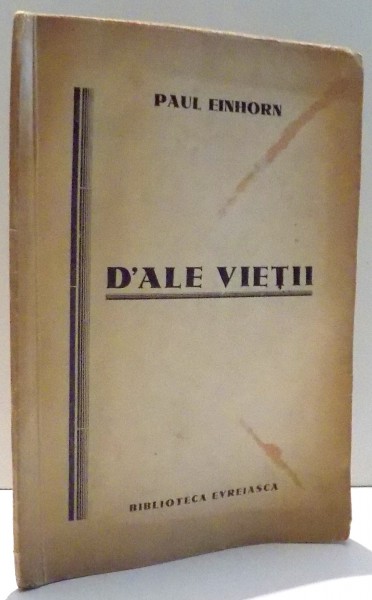 PAUL EINHORN
D'ALE VIEȚII
BIBLIOTECA EVREIASCA